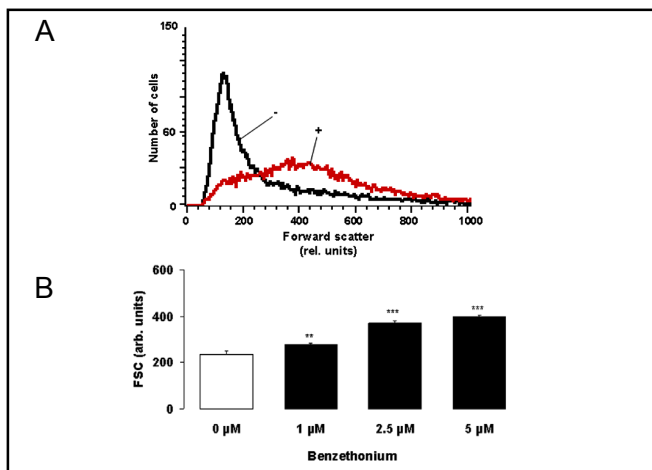 A
150
Number of cells
-
+
60
0
0 200 400 600 800 1000
Forward scatter
(rel. units)
B
600
FSC (arb. units)
400
200
0
** *** ***
0 µM 1 µM 2.5 µM 5 µM
Benzethonium